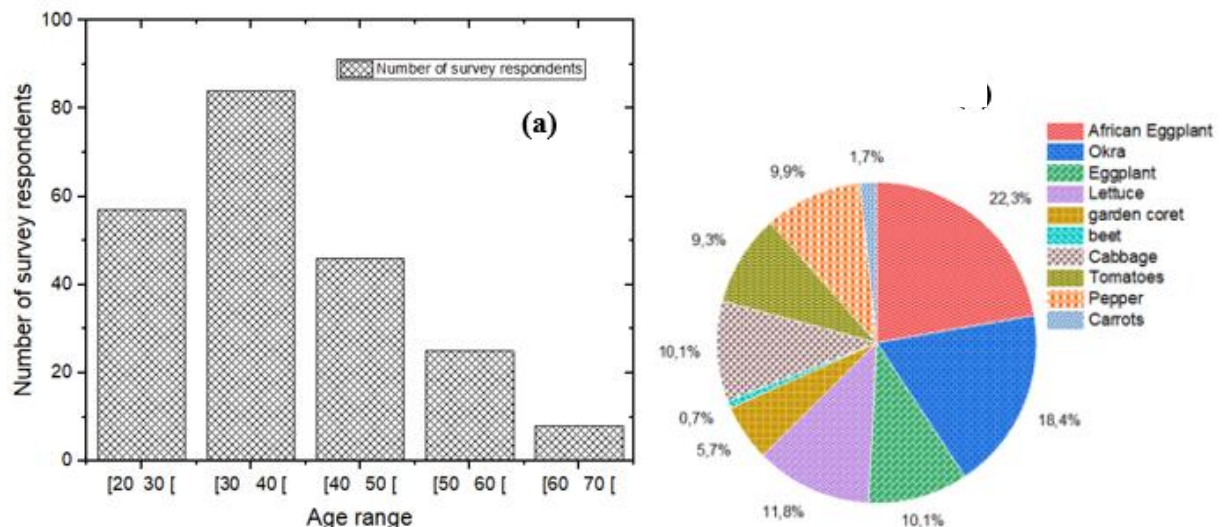 100
80
60
40
20
0
Number of survey respondents
Number of survey respondents
(a)
[20 30 [
[30 40 [
[40 50 [
[50 60 [
[60 70 [
Age range
)
African Eggplant
Okra
Eggplant
Lettuce
garden coret
beet
Cabbage
Tomatoes
Pepper
Carrots
1,7%
9,9%
22,3%
9,3%
10,1%
18,4%
0,7%
5,7%
11,8%
10,1%